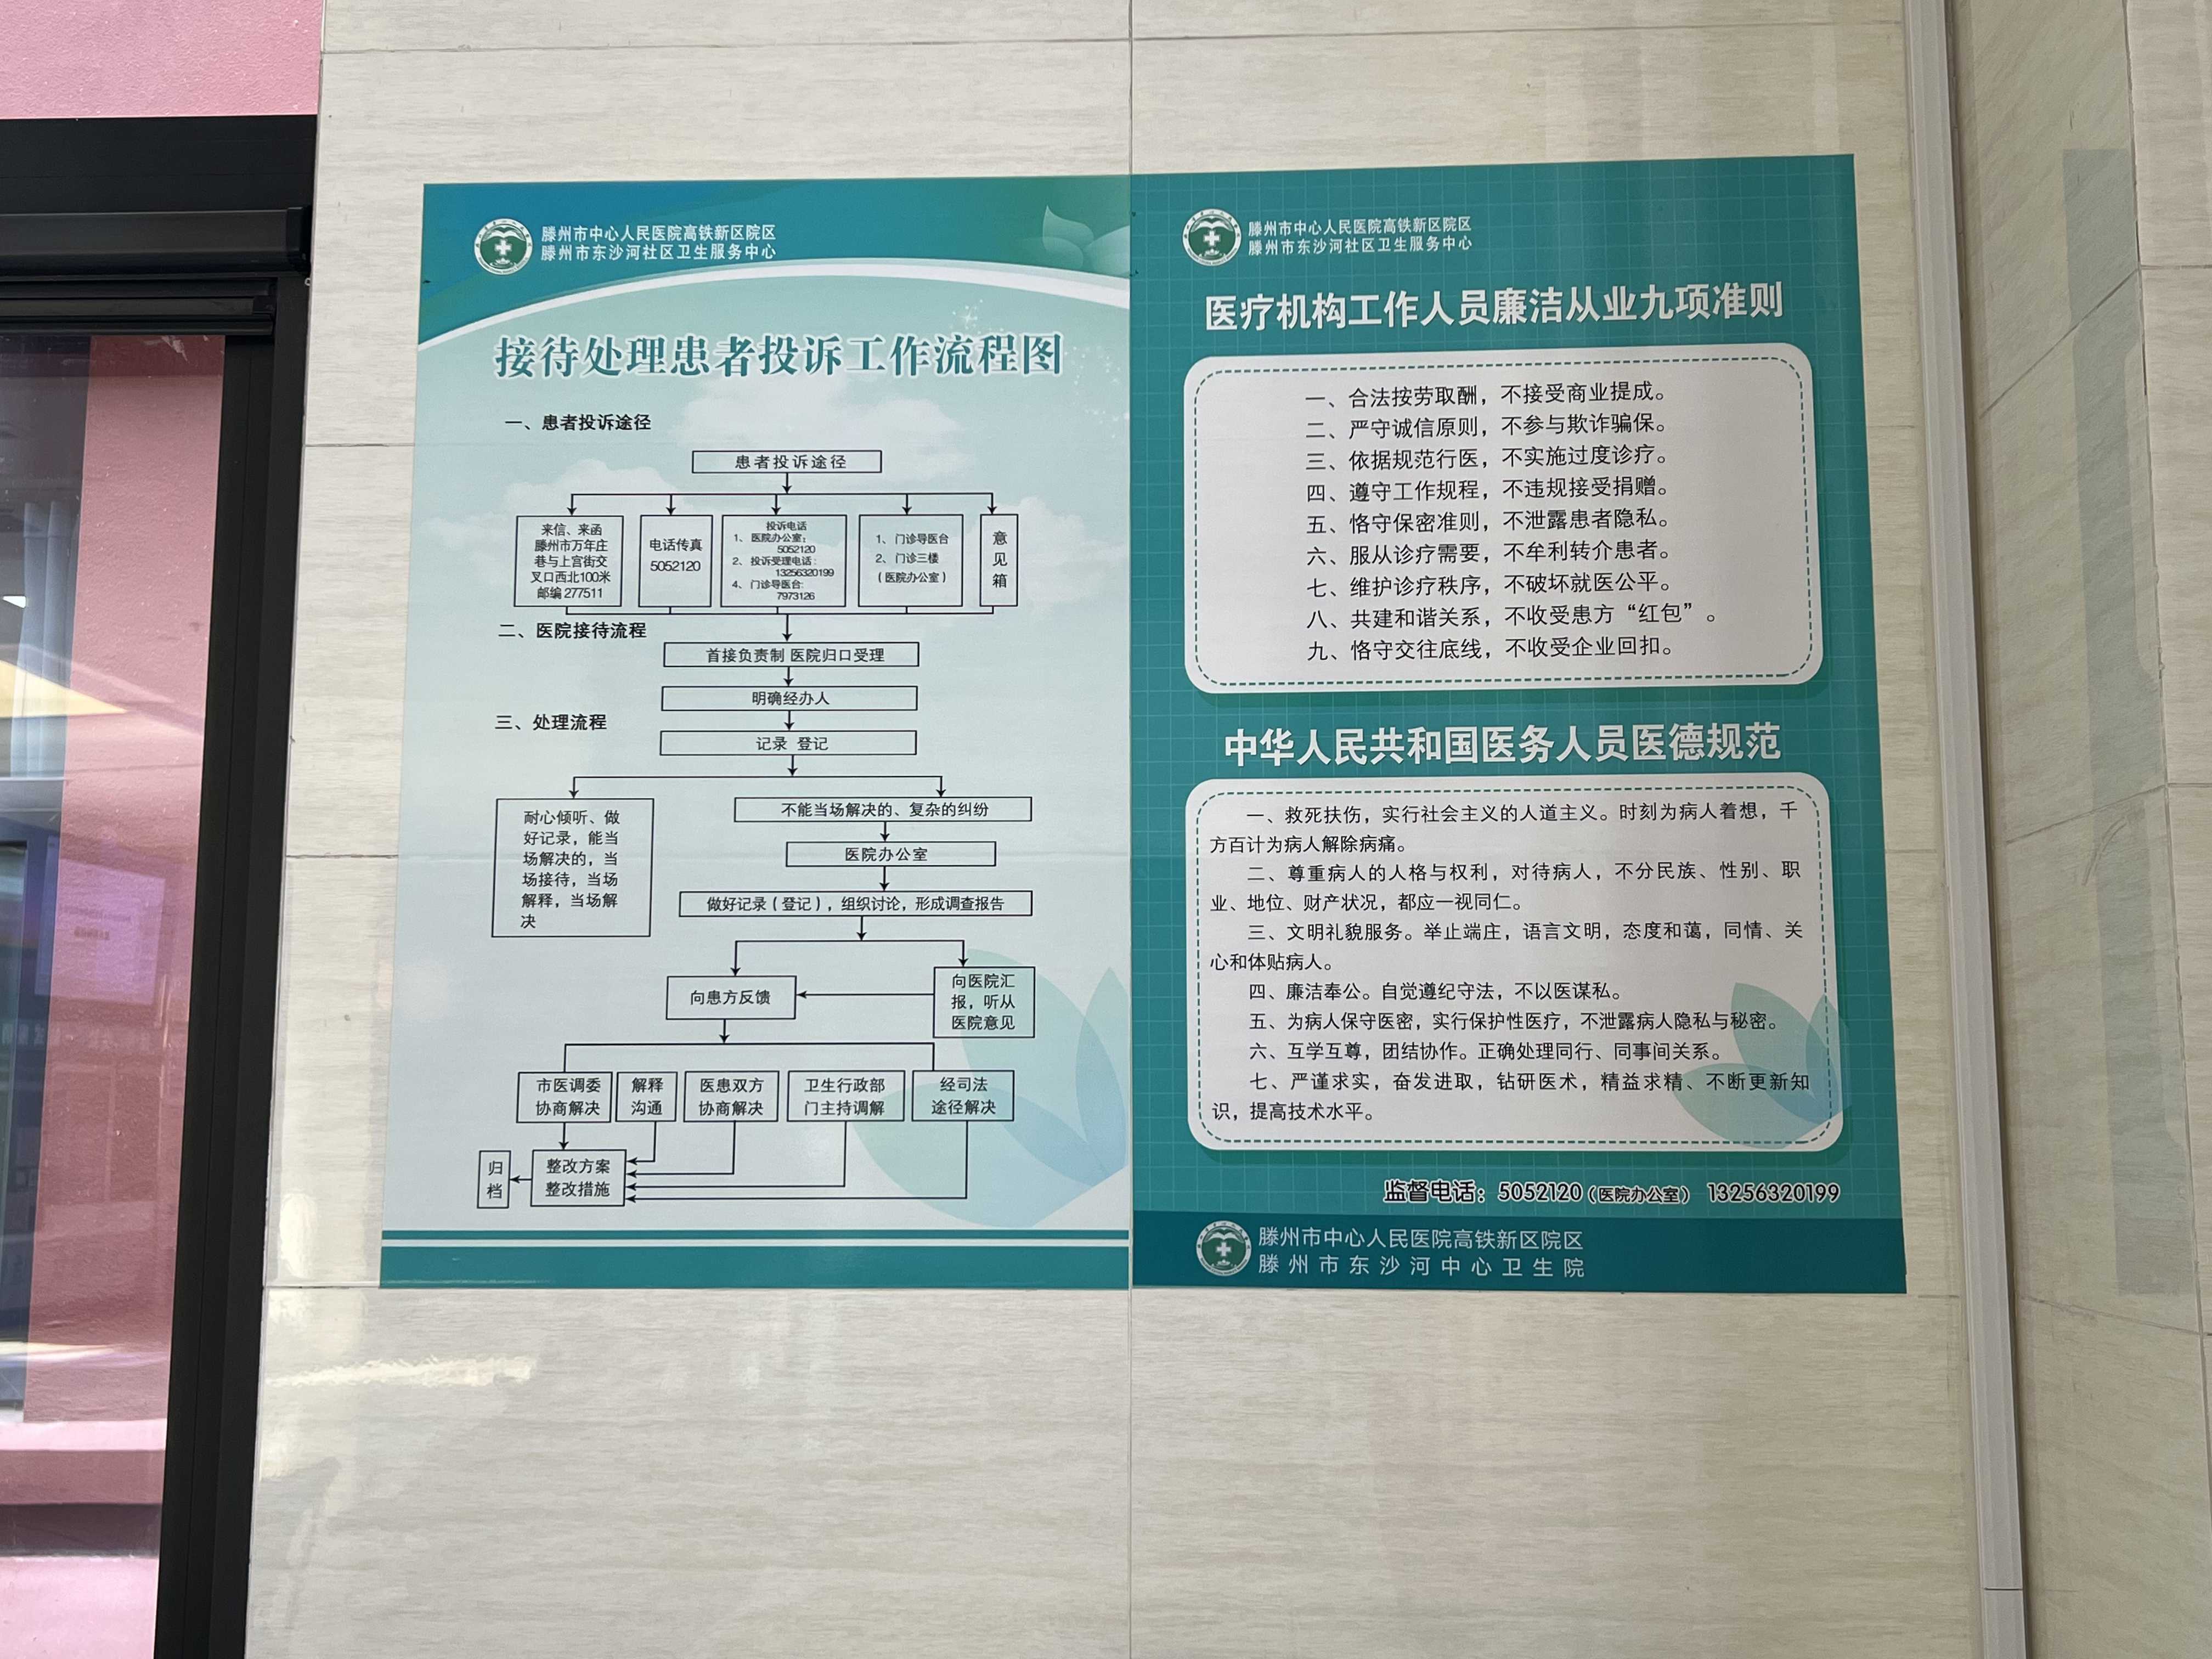 滕州市中心人民医院高铁新区院区
滕州市东沙河社区卫生服务中心
接待处理患者投诉工作流程图
一、患者投诉途径
患者投诉途径
来信、来函
滕州市万年庄
巷与上宫街交
叉口西北100米
邮编 277511
电话传真
5052120
投诉电话
1、 医院办公室:
5052120
2、 投诉受理电话:
13256320199
4、 门诊导医台:
7973126
1、 门诊导医台
2、 门诊三楼
（医院办公室）
意
见
箱
二、医院接待流程
首接负责制 医院归口受理
明确经办人
三、处理流程
记录 登记
耐心倾听、做
好记录，能当
场解决的，当
场接待，当场
解释，当场解
决
不能当场解决的、复杂的纠纷
医院办公室
做好记录（登记），组织讨论，形成调查报告
向患方反馈
向医院汇
报，听从
医院意见
市医调委
协商解决
解释
沟通
医患双方
协商解决
卫生行政部
门主持调解
经司法
途径解决
归
档
整改方案
整改措施
滕州市中心人民医院高铁新区院区
滕州市东沙河社区卫生服务中心
医疗机构工作人员廉洁从业九项准则
一、合法按劳取酬，不接受商业提成。
二、严守诚信原则，不参与欺诈骗保。
三、依据规范行医，不实施过度诊疗。
四、遵守工作规程，不违规接受捐赠。
五、恪守保密准则，不泄露患者隐私。
六、服从诊疗需要，不牟利转介患者。
七、维护诊疗秩序，不破坏就医公平。
八、共建和谐关系，不收受患方“红包”。
九、恪守交往底线，不收受企业回扣。
中华人民共和国医务人员医德规范
一、救死扶伤，实行社会主义的人道主义。时刻为病人着想，千
方百计为病人解除病痛。
二、尊重病人的人格与权利，对待病人，不分民族、性别、职
业、地位、财产状况，都应一视同仁。
三、文明礼貌服务。举止端庄，语言文明，态度和蔼，同情、关
心和体贴病人。
四、廉洁奉公。自觉遵纪守法，不以医谋私。
五、为病人保守医密，实行保护性医疗，不泄露病人隐私与秘密。
六、互学互尊，团结协作。正确处理同行、同事间关系。
七、严谨求实，奋发进取，钻研医术，精益求精、不断更新知
识，提高技术水平。
监督电话：5052120（医院办公室） 13256320199
滕州市中心人民医院高铁新区院区
滕州市东沙河中心卫生院